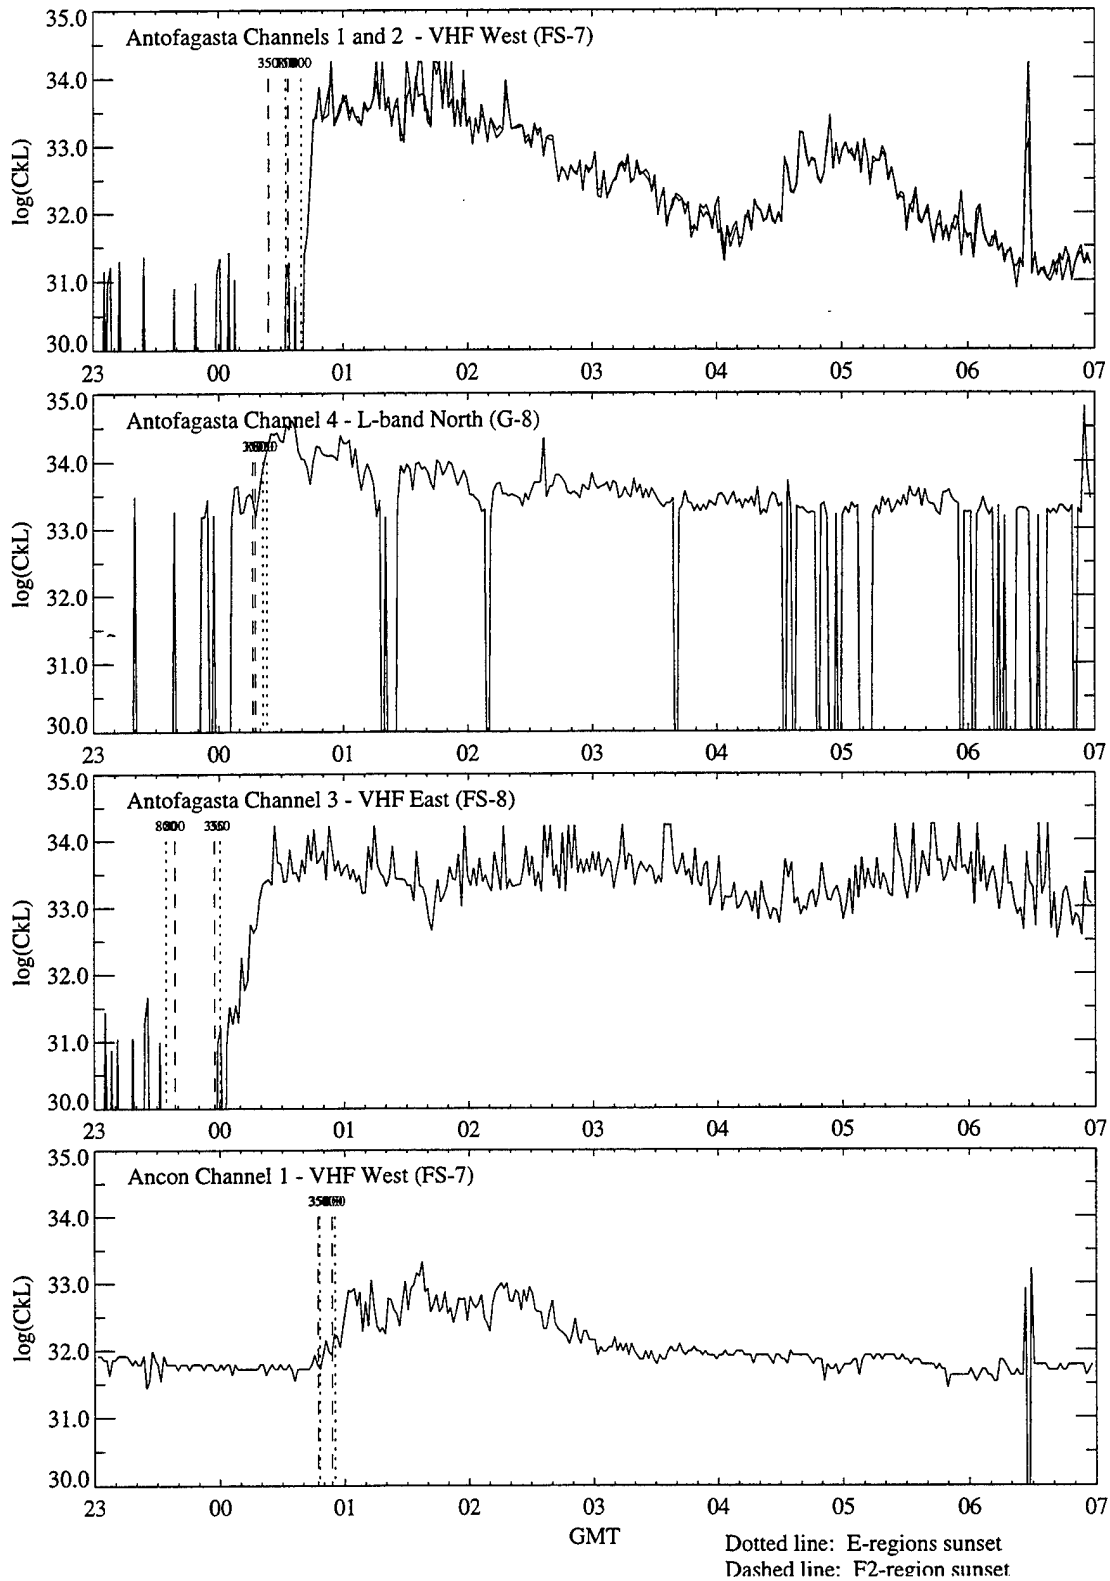 35.0
Antofagasta Channels 1 and 2 - VHF West (FS-7)
350
34.0
33.0
log(CkL)
32.0
31.0
30.0
23 00 01 02 03 04 05 06 07
35.0
Antofagasta Channel 4 - L-band North (G-8)
34.0
33.0
log(CkL)
32.0
31.0
30.0
23 00 01 02 03 04 05 06 07
35.0
Antofagasta Channel 3 - VHF East (FS-8)
34.0
33.0
log(CkL)
32.0
31.0
30.0
23 00 01 02 03 04 05 06 07
35.0
Ancon Channel 1 - VHF West (FS-7)
34.0
33.0
log(CkL)
32.0
31.0
30.0
23 00 01 02 03 04 05 06 07
GMT
Dotted line: E-regions sunset
Dashed line: F2-region sunset